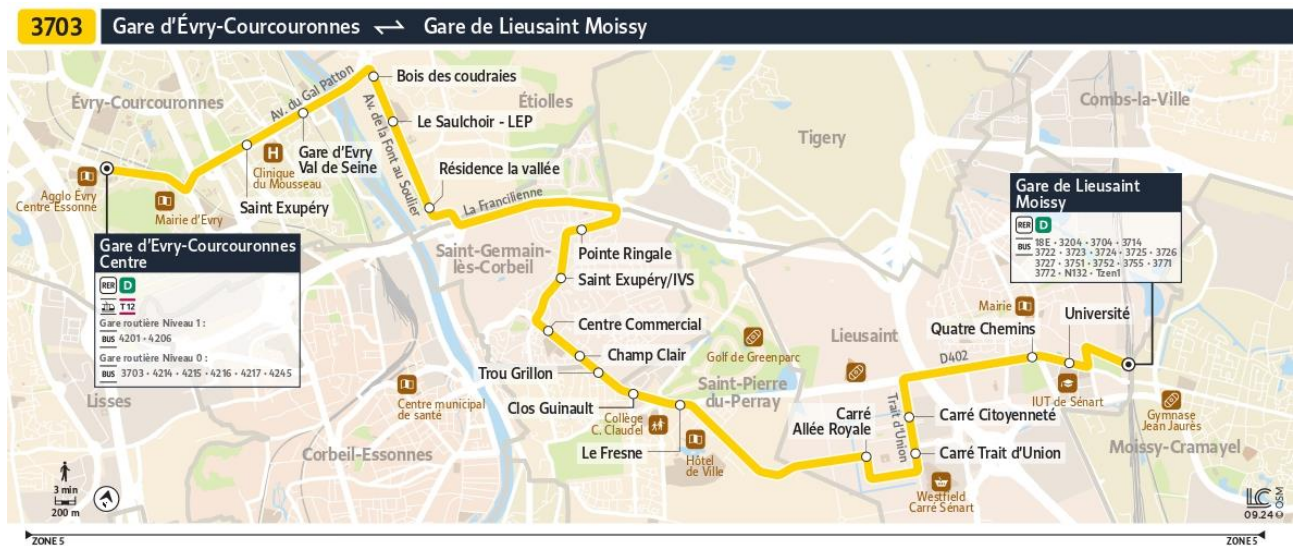 3703 Gare d'Évry-Courcouronnes ⇌ Gare de Lieusaint Moissy
Évry-Courcouronnes
Av. du Gal Patton
Bois des coudraies
Étiolles
Combs-la-Ville
Tigery
Le Saulchoir - LEP
Av. de la Font au Soulier
H
Clinique
du Mousseau
Gare d'Evry
Val de Seine
Résidence la vallée
La Francilienne
Agglo Évry
Centre Essonne
Mairie d'Evry
Saint Exupéry
Gare d'Evry-Courcouronnes
Centre
RER D
T12
Gare routière Niveau 1 :
BUS 4201 • 4206
Gare routière Niveau 0 :
BUS 3703 • 4214 • 4215 • 4216 • 4217 • 4245
Gare de Lieusaint
Moissy
RER D
BUS 18E • 3204 • 3704 • 3714
3722 • 3723 • 3724 • 3725 • 3726
3727 • 3751 • 3752 • 3755 • 3771
3772 • N132 • Tzen1
Saint-Germain-
lès-Corbeil
Pointe Ringale
Saint Exupéry/IVS
Centre Commercial
Champ Clair
Trou Grillon
Clos Guinault
Collège
C. Claudel
Le Fresne
Hôtel
de Ville
Golf de Greenparc
Saint-Pierre
du-Perray
Lieusaint
Mairie
Quatre Chemins
Université
D402
IUT de Sénart
Gymnase
Jean Jaurès
Moissy-Cramayel
Carré
Allée Royale
Trait d'Union
Carré Citoyenneté
Carré Trait d'Union
Westfield
Carré Sénart
Lisses
Centre municipal
de santé
Corbeil-Essonnes
3 min
200 m
LC
09.24 © OSM
ZONE 5
ZONE 5